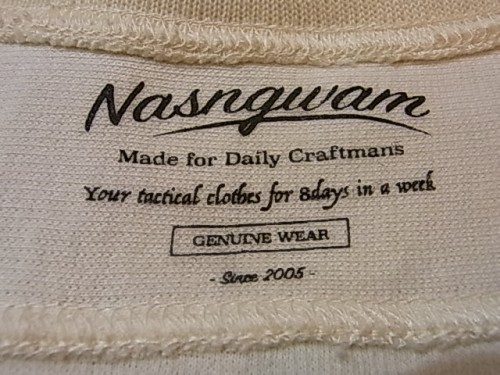 Nasngwam
Made for Daily Craftmans
Your tactical clothes for 8days in a week
GENUINE WEAR
- Since 2005 -